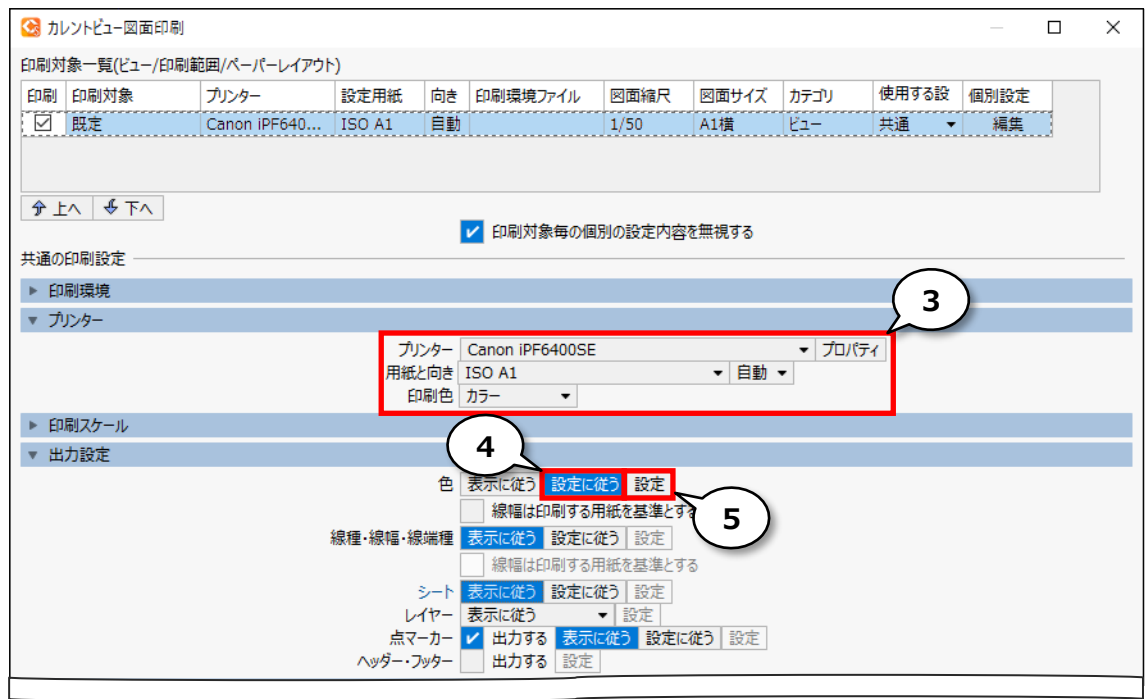 カレントビュー図面印刷
印刷対象一覧(ビュー/印刷範囲/ペーパーレイアウト)
印刷 印刷対象 プリンター 設定用紙 向き 印刷環境ファイル 図面縮尺 図面サイズ カテゴリ 使用する設 個別設定
既定 Canon iPF640... ISO A1 自動 1/50 A1横 ビュー 共通 編集
上へ 下へ
印刷対象毎の個別の設定内容を無視する
共通の印刷設定
印刷環境
3
プリンター
プリンター Canon iPF6400SE プロパティ
用紙と向き ISO A1 自動
印刷色 カラー
印刷スケール
4
出力設定
色 表示に従う 設定に従う 設定
線幅は印刷する用紙を基準とする
5
線種・線幅・線端種 表示に従う 設定に従う 設定
線幅は印刷する用紙を基準とする
シート 表示に従う 設定に従う 設定
レイヤー 表示に従う 設定
点マーカー 出力する 表示に従う 設定に従う 設定
ヘッダー・フッター 出力する 設定